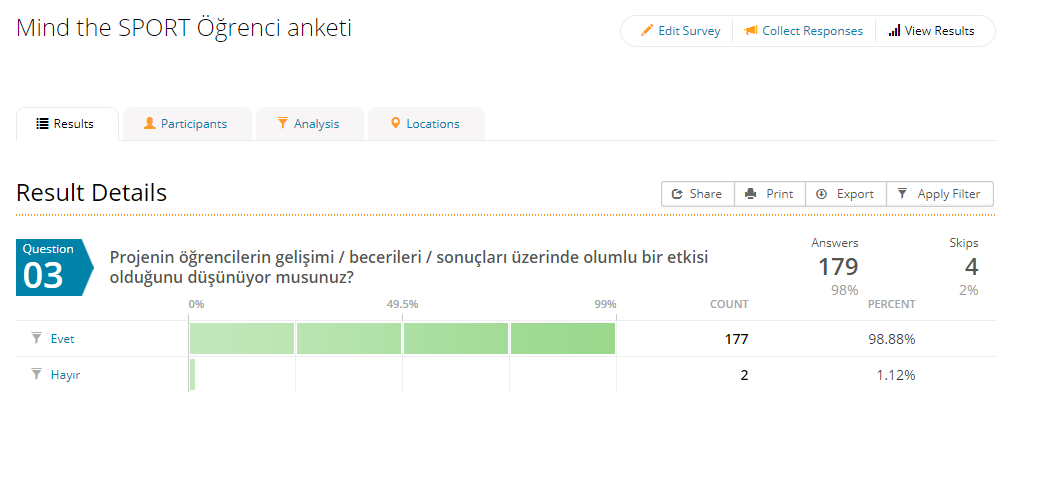 Mind the SPORT Öğrenci anketi
Edit Survey
Collect Responses
View Results
Results
Participants
Analysis
Locations
Result Details
Share
Print
Export
Apply Filter
Question
03
Projenin öğrencilerin gelişimi / becerileri / sonuçları üzerinde olumlu bir etkisi
olduğunu düşünüyor musunuz?
Answers
179
98%
Skips
4
2%
0%
49.5%
99%
COUNT
PERCENT
Evet
177
98.88%
Hayır
2
1.12%